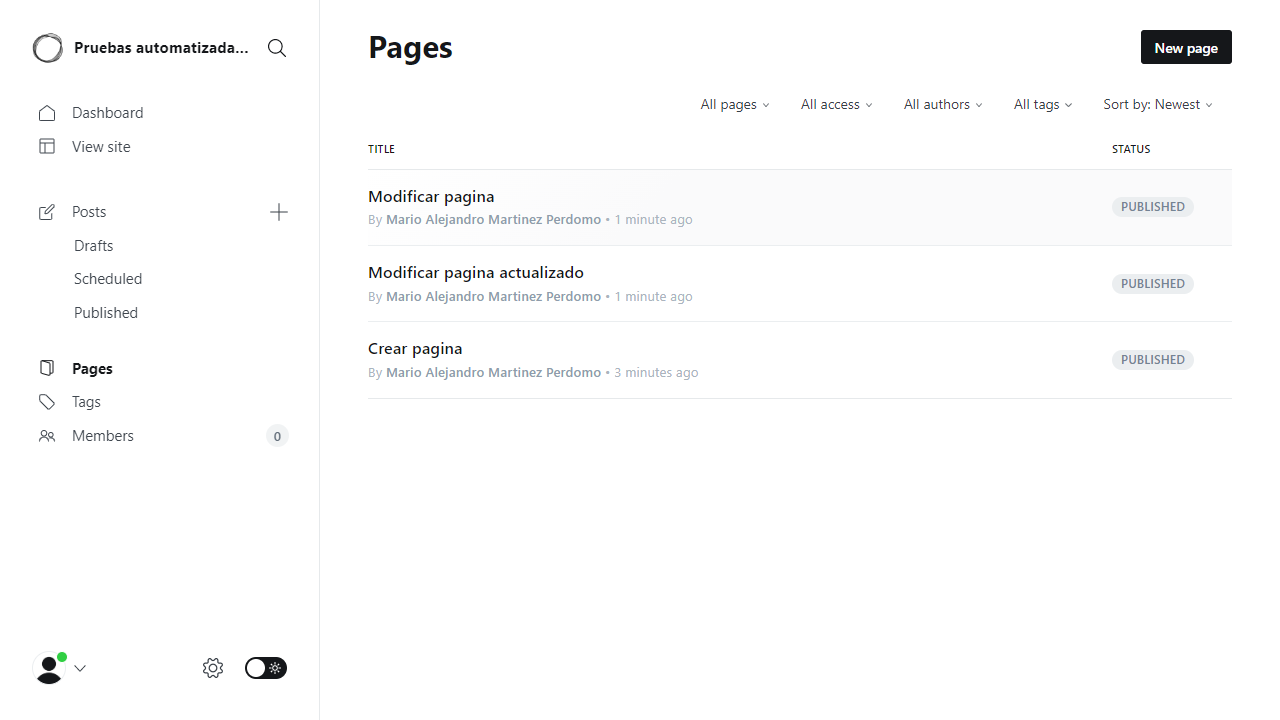 Pruebas automatizada...
Dashboard
View site
Posts
Drafts
Scheduled
Published
Pages
Tags
Members
0
Pages
New page
All pages
All access
All authors
All tags
Sort by: Newest
TITLE
STATUS
Modificar pagina
By Mario Alejandro Martinez Perdomo • 1 minute ago
PUBLISHED
Modificar pagina actualizado
By Mario Alejandro Martinez Perdomo • 1 minute ago
PUBLISHED
Crear pagina
By Mario Alejandro Martinez Perdomo • 3 minutes ago
PUBLISHED